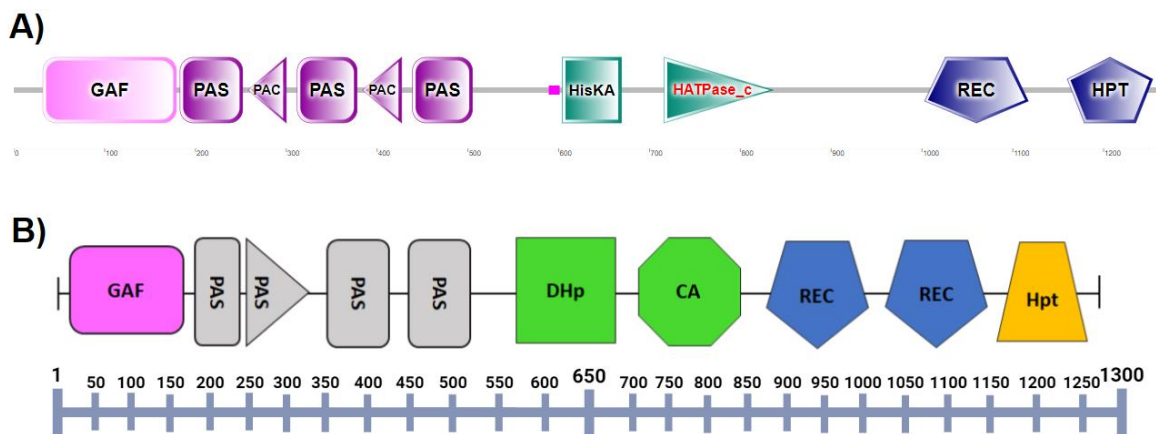 A)
GAF PAS PAC PAS PAC PAS HisKA HATPase_c REC HPT
0 100 200 300 400 500 600 700 800 900 1000 1100 1200
B)
GAF PAS PAS PAS PAS DHp CA REC REC Hpt
1 50 100 150 200 250 300 350 400 450 500 550 600 650 700 750 800 850 900 950 1000 1050 1100 1150 1200 1250 1300